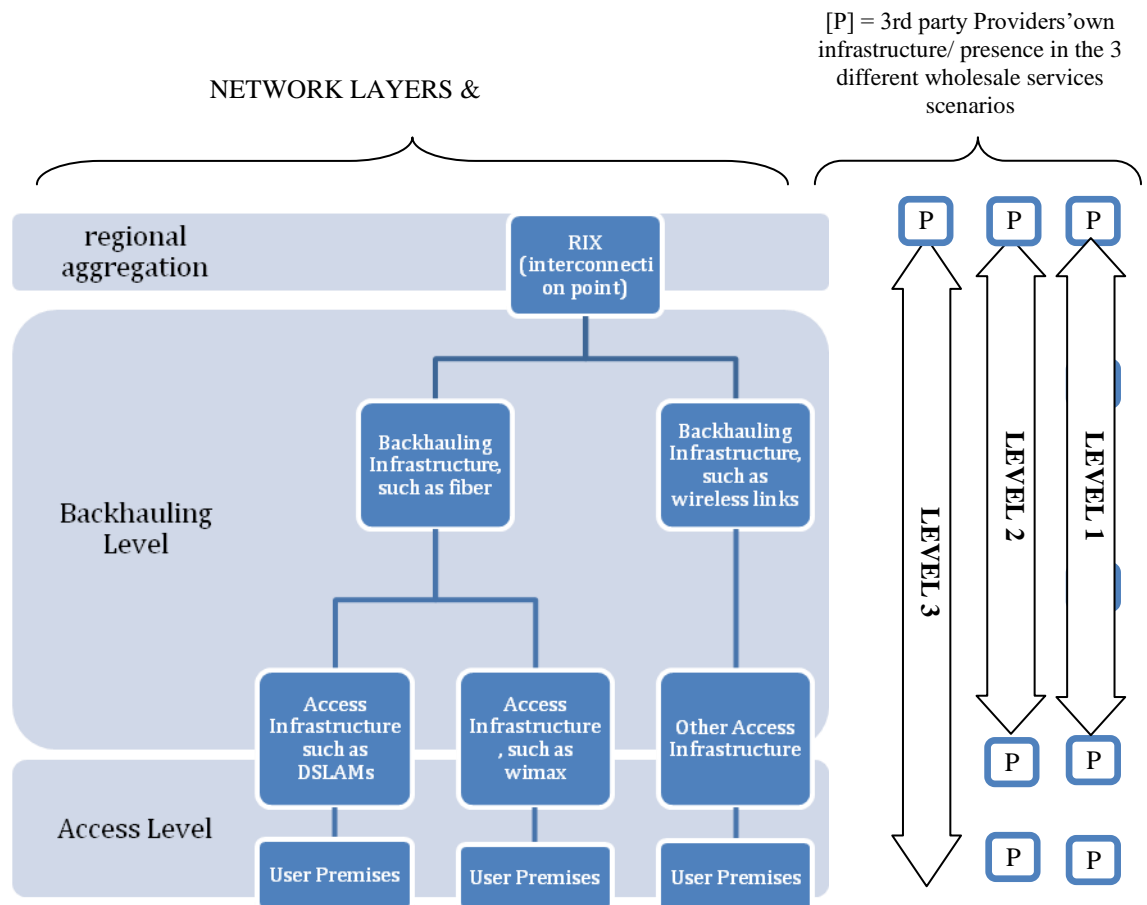 NETWORK LAYERS &
[P] = 3rd party Providers’own
infrastructure/ presence in the 3
different wholesale services
scenarios
regional
aggregation
RIX
(interconnecti
on point)
P
P
P
Backhauling
Level
Backhauling
Infrastructure,
such as fiber
Backhauling
Infrastructure,
such as
wireless links
LEVEL 3
LEVEL 2
LEVEL 1
Access
Infrastructure
such as
DSLAMs
Access
Infrastructure
, such as
wimax
Other Access
Infrastructure
P
P
Access Level
User Premises
User Premises
User Premises
P
P